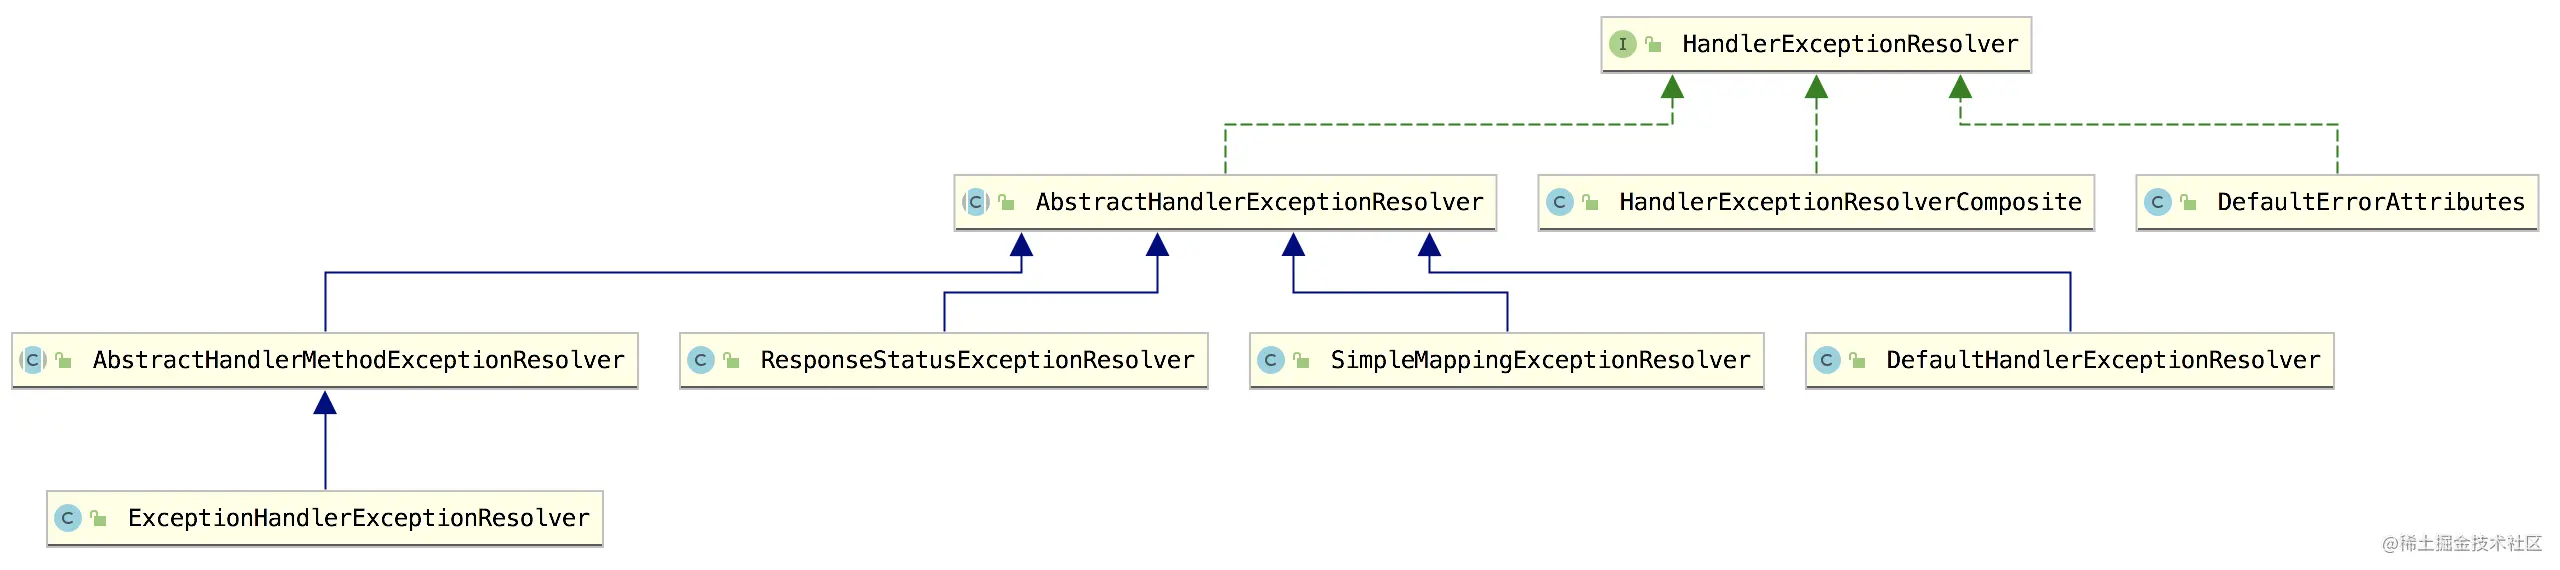 I HandlerExceptionResolver
C AbstractHandlerExceptionResolver
C HandlerExceptionResolverComposite
C DefaultErrorAttributes
C AbstractHandlerMethodExceptionResolver
C ResponseStatusExceptionResolver
C SimpleMappingExceptionResolver
C DefaultHandlerExceptionResolver
C ExceptionHandlerExceptionResolver
@稀土掘金技术社区